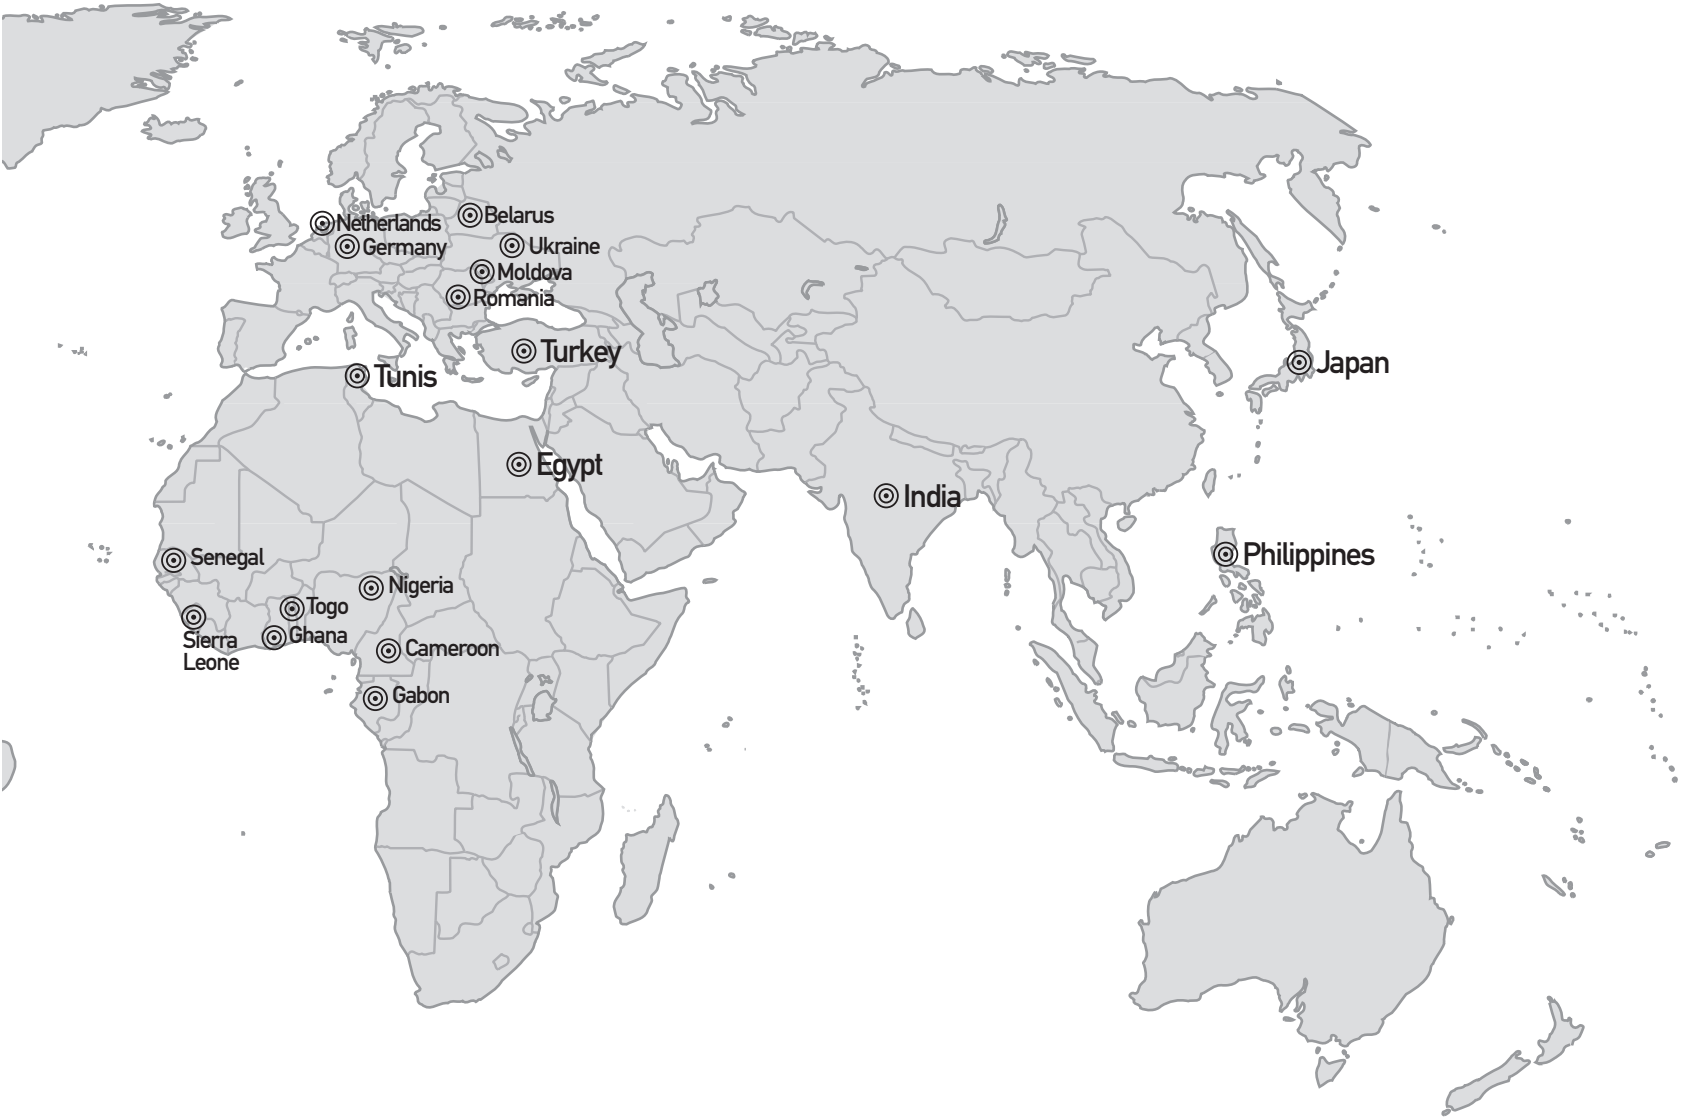 Netherlands
Belarus
Germany
Ukraine
Moldova
Romania
Turkey
Japan
Tunis
Egypt
India
Philippines
Senegal
Nigeria
Togo
Ghana
Sierra
Leone
Cameroon
Gabon